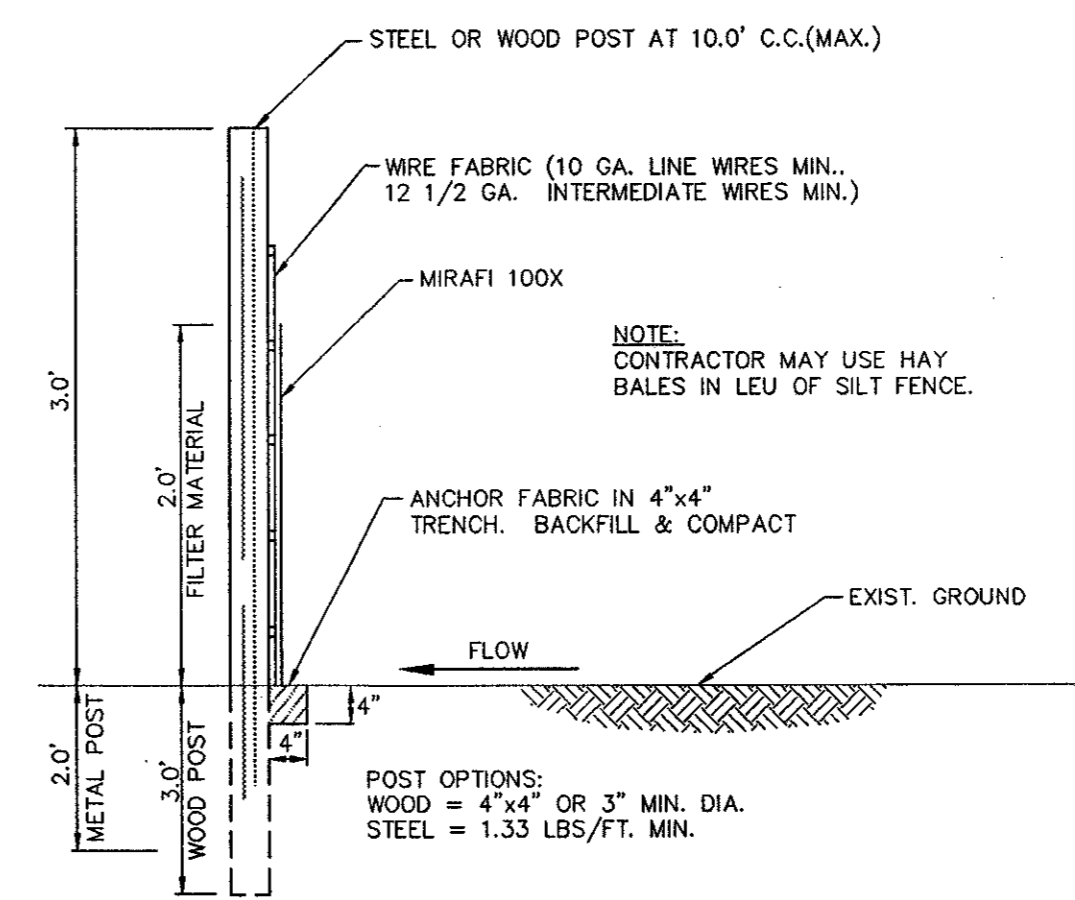 STEEL OR WOOD POST AT 10.0' C.C.(MAX.)
WIRE FABRIC (10 GA. LINE WIRES MIN..
12 1/2 GA. INTERMEDIATE WIRES MIN.)
MIRAFI 100X
NOTE:
CONTRACTOR MAY USE HAY
BALES IN LEU OF SILT FENCE.
3.0'
2.0'
FILTER MATERIAL
ANCHOR FABRIC IN 4"x4"
TRENCH. BACKFILL & COMPACT
EXIST. GROUND
FLOW
4"
4"
2.0'
METAL POST
3.0'
WOOD POST
POST OPTIONS:
WOOD = 4"x4" OR 3" MIN. DIA.
STEEL = 1.33 LBS/FT. MIN.